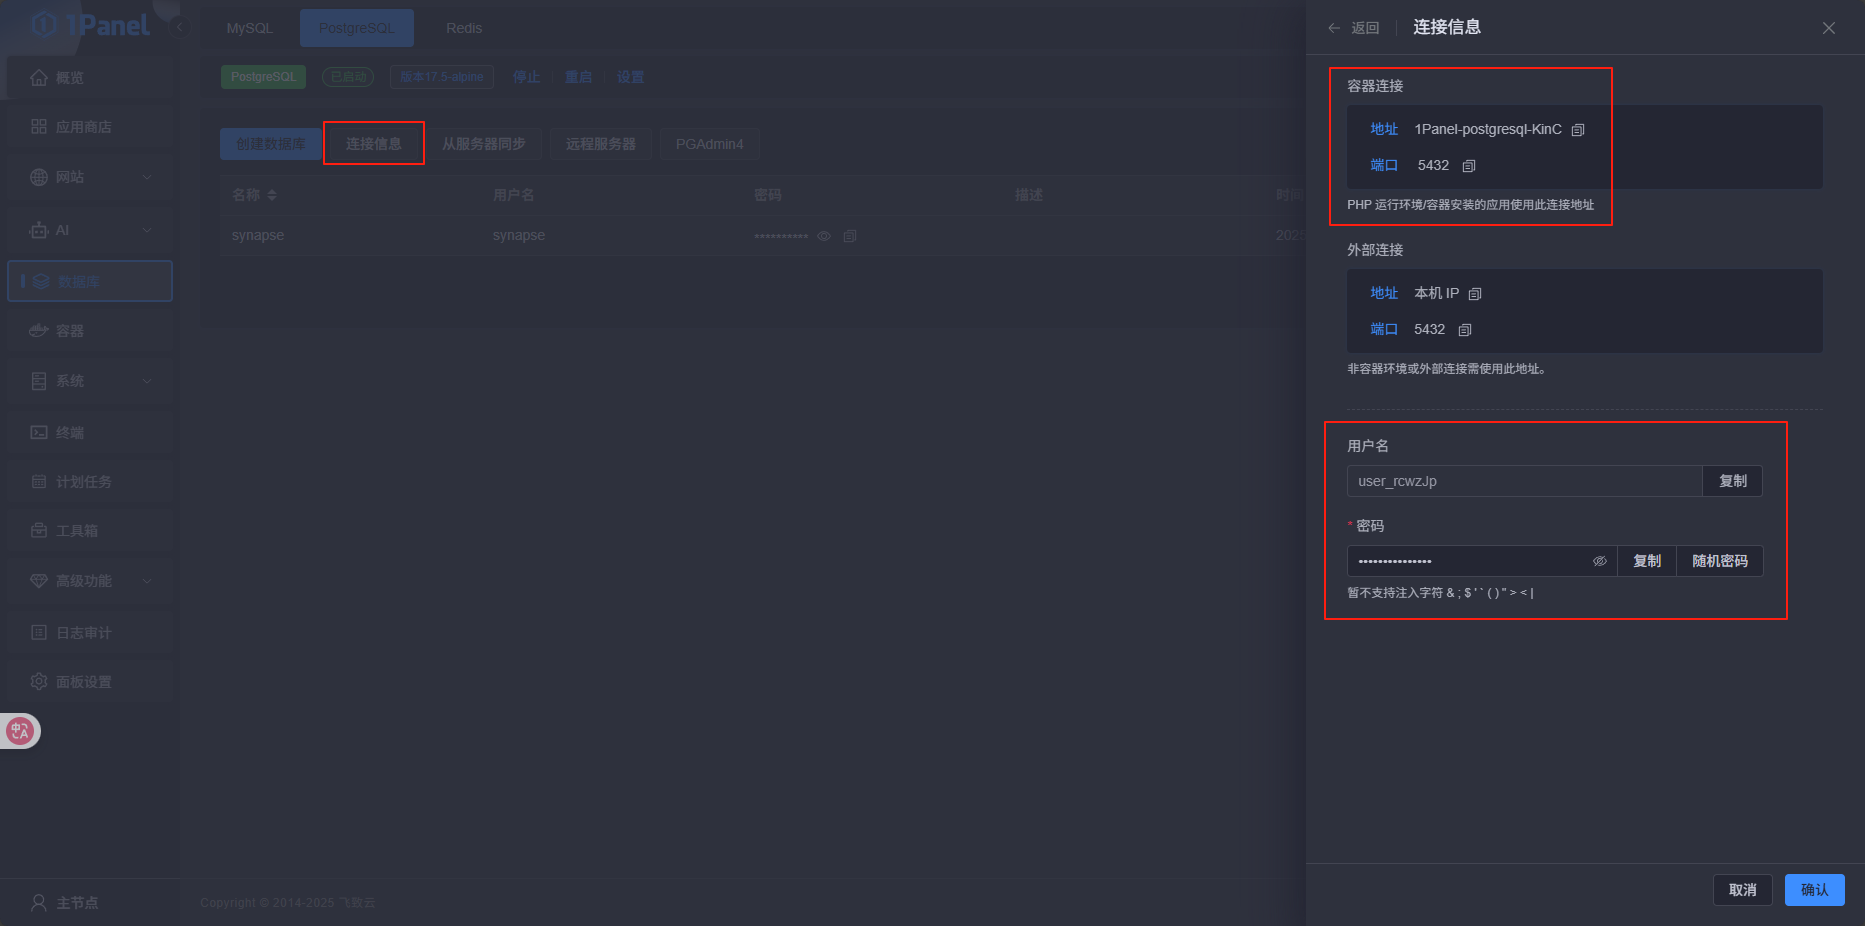 1Panel
概览
应用商店
网站
AI
数据库
容器
系统
终端
计划任务
工具箱
高级功能
日志审计
面板设置
主节点
MySQL
PostgreSQL
Redis
PostgreSQL
已启动
版本17.5-alpine
停止
重启
设置
创建数据库
连接信息
从服务器同步
远程服务器
PGAdmin4
名称
用户名
密码
描述
时间
synapse
synapse
**********
2025
Copyright © 2014-2025 飞致云
返回
连接信息
容器连接
地址 1Panel-postgresql-KinC
端口 5432
PHP 运行环境/容器安装的应用使用此连接地址
外部连接
地址 本机 IP
端口 5432
非容器环境或外部连接需使用此地址。
用户名
user_rcwzJp
复制
* 密码
•••••••••••••••
复制
随机密码
暂不支持注入字符 & ; $ ' ` ( ) " > < |
取消
确认